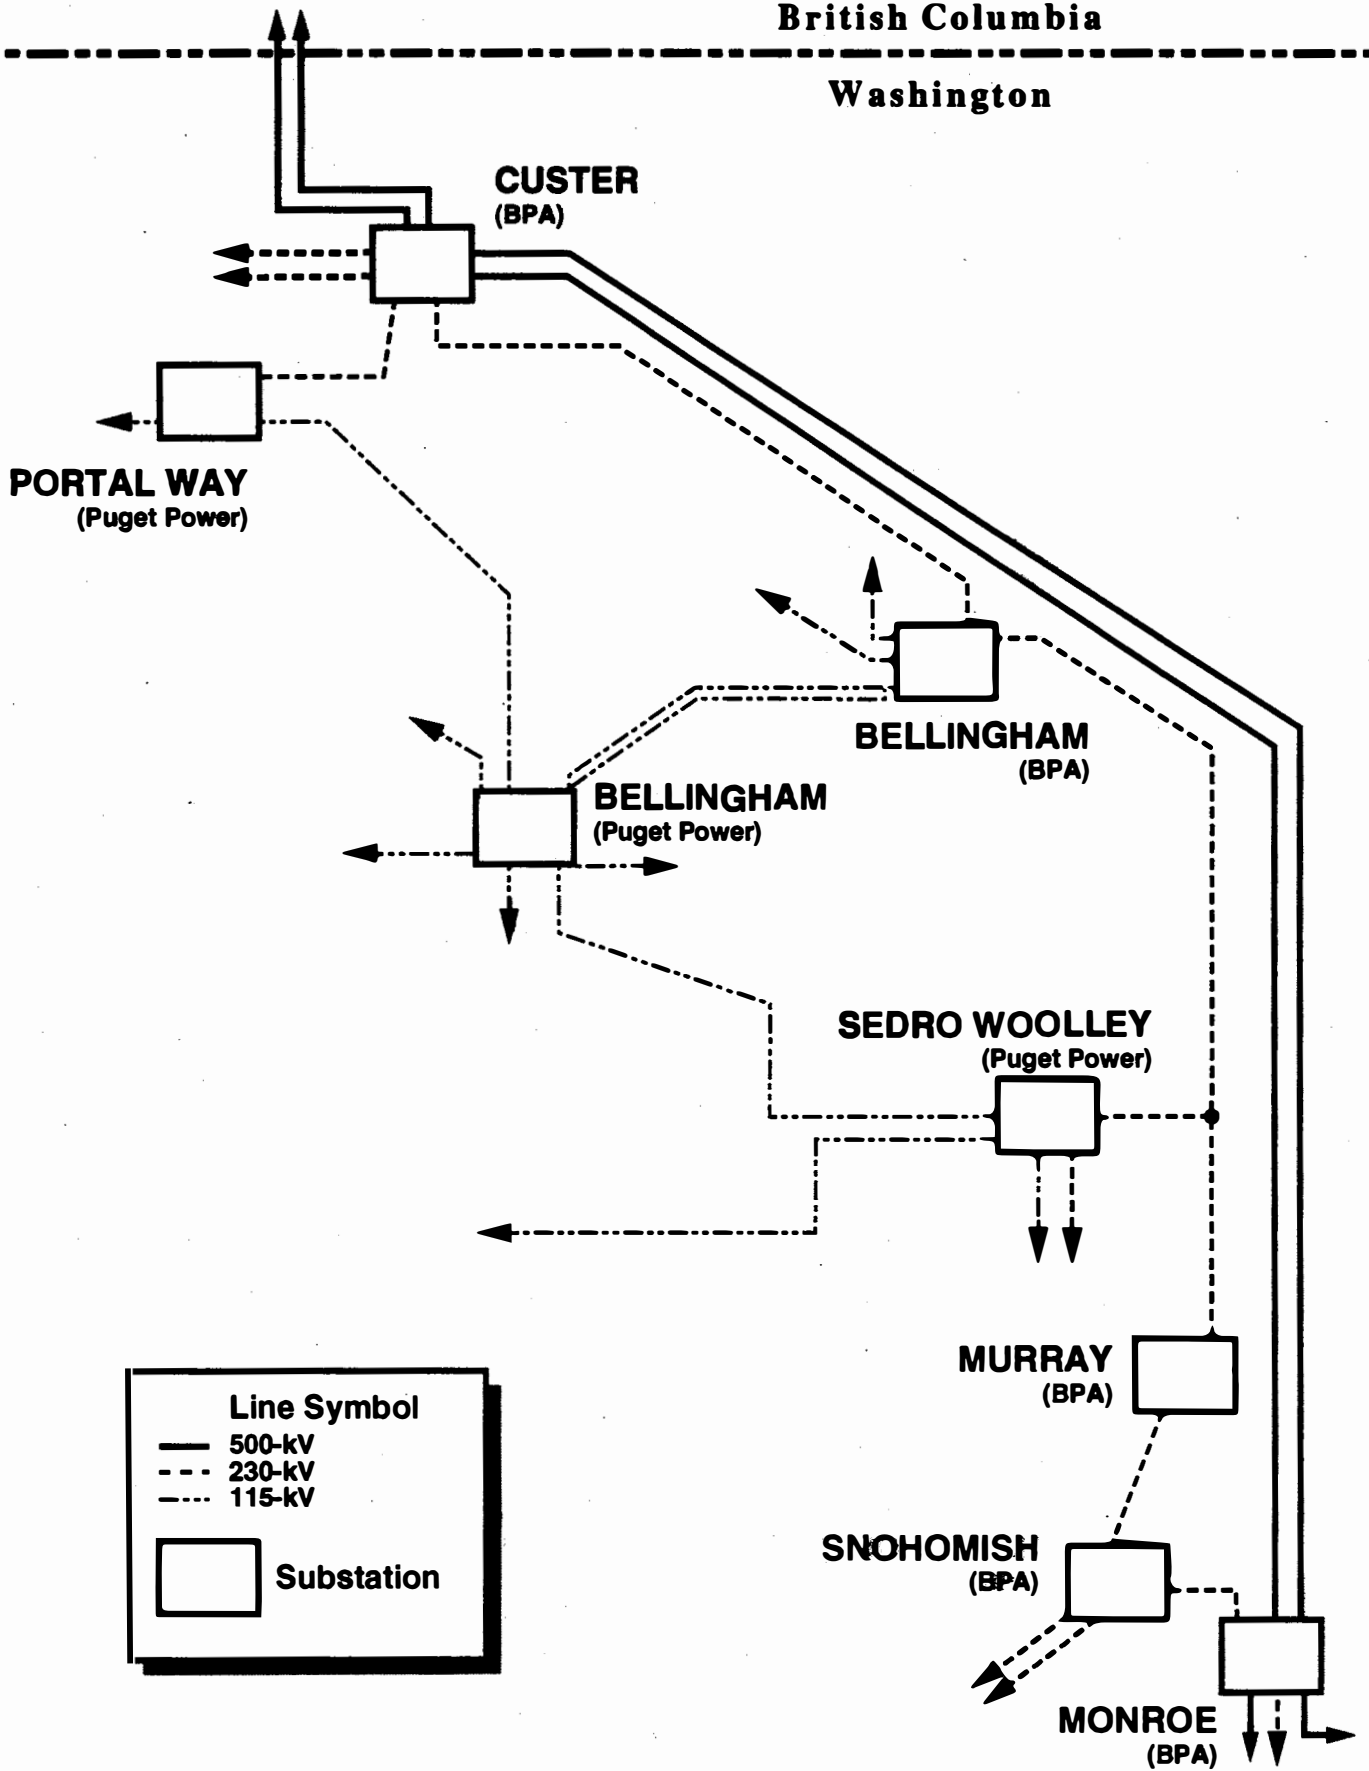 British Columbia
Washington
CUSTER
(BPA)
PORTAL WAY
(Puget Power)
BELLINGHAM
(BPA)
BELLINGHAM
(Puget Power)
SEDRO WOOLLEY
(Puget Power)
MURRAY
(BPA)
Line Symbol
500-kV
230-kV
115-kV
Substation
SNOHOMISH
(BPA)
MONROE
(BPA)